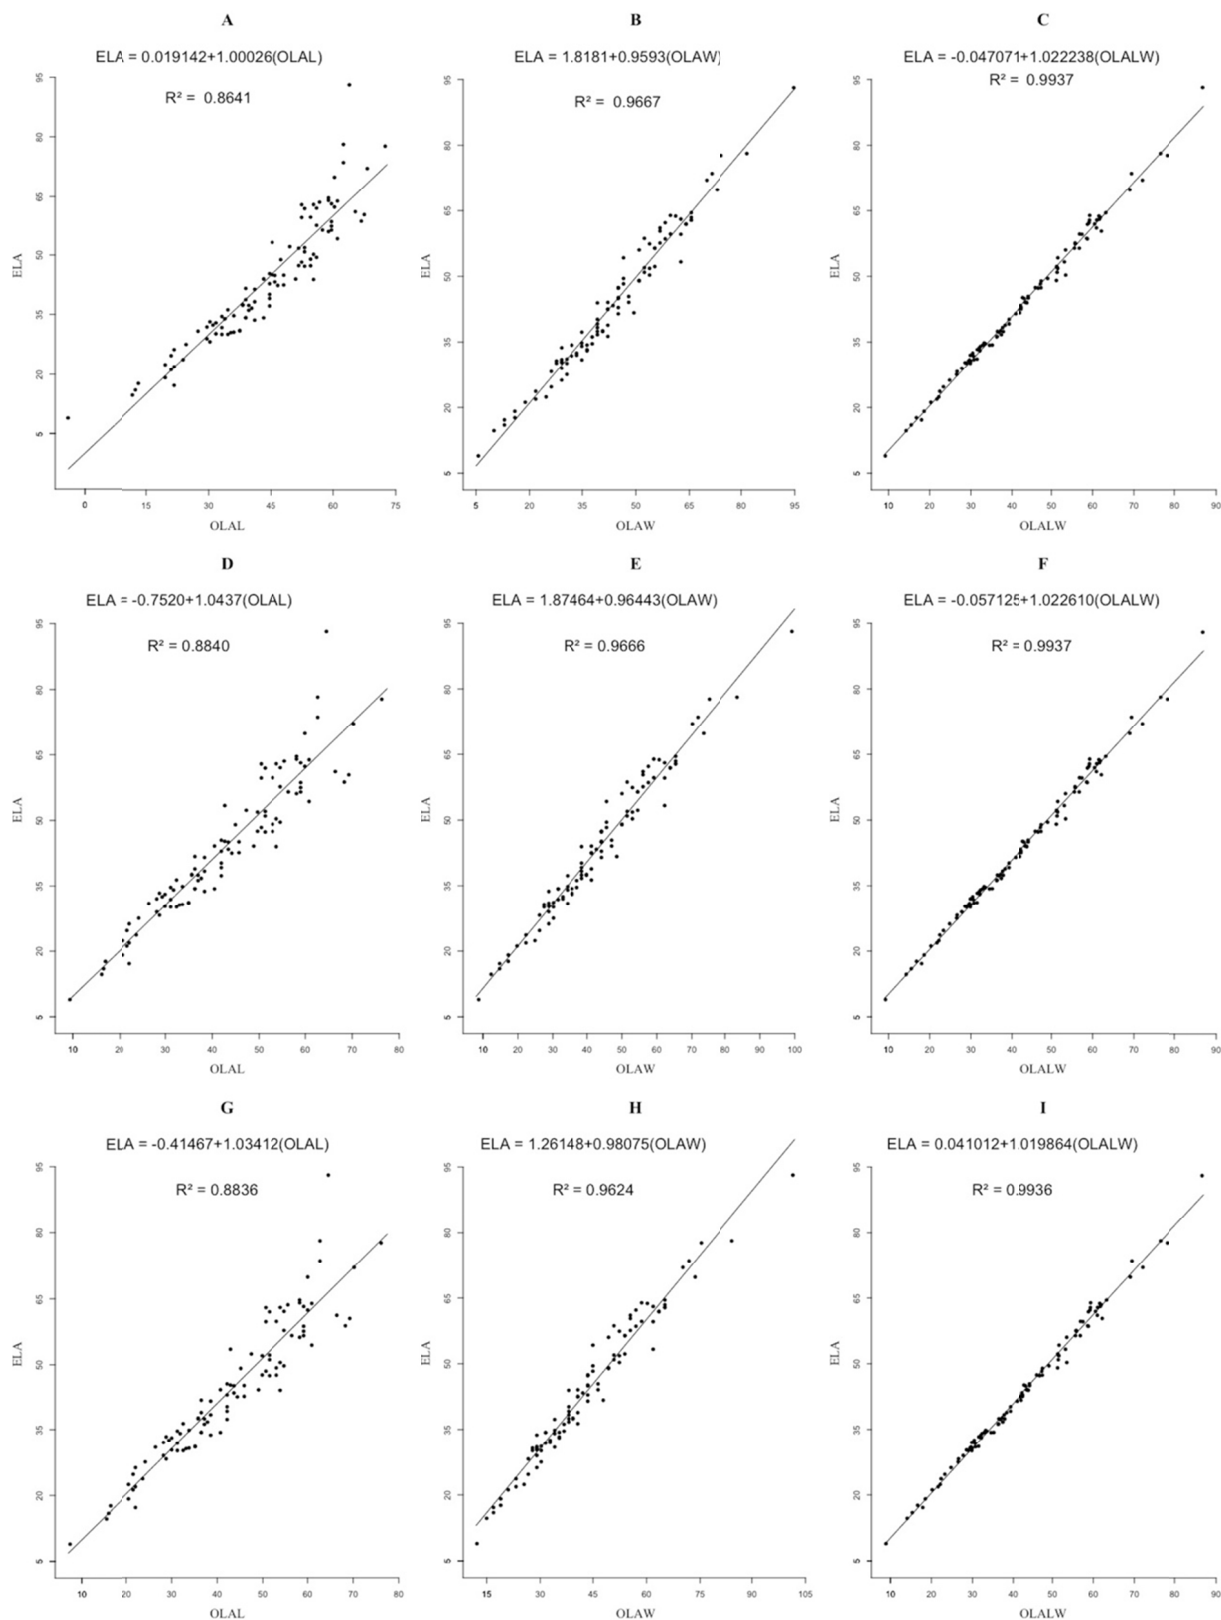 A B C
ELA = 0.019142+1.00026(OLAL) ELA = 1.8181+0.9593(OLAW) ELA = -0.047071+1.022238(OLALW)
R² = 0.8641 R² = 0.9667 R² = 0.9937
95 95 95
80 80 80
65 65 65
ELA 50 ELA 50 ELA 50
35 35 35
20 20 20
5 5 5
0 15 30 45 60 75 5 20 35 50 65 80 95 10 20 30 40 50 60 70 80 90
OLAL OLAW OLALW
D E F
ELA = -0.7520+1.0437(OLAL) ELA = 1.87464+0.96443(OLAW) ELA = -0.057125+1.022610(OLALW)
R² = 0.8840 R² = 0.9666 R² = 0.9937
95 95 95
80 80 80
65 65 65
ELA 50 ELA 50 ELA 50
35 35 35
20 20 20
5 5 5
10 20 30 40 50 60 70 80 10 20 30 40 50 60 70 80 90 100 10 20 30 40 50 60 70 80 90
OLAL OLAW OLALW
G H I
ELA = -0.41467+1.03412(OLAL) ELA = 1.26148+0.98075(OLAW) ELA = 0.041012+1 019864(OLALW)
R² = 0.8836 R² = 0.9624 R² = 0.9936
95 95 95
80 80 80
65 65 65
ELA 50 ELA 50 ELA 50
35 35 35
20 20 20
5 5 5
10 20 30 40 50 60 70 80 15 30 45 60 75 90 105 10 20 30 40 50 60 70 80 90
OLAL OLAW OLALW